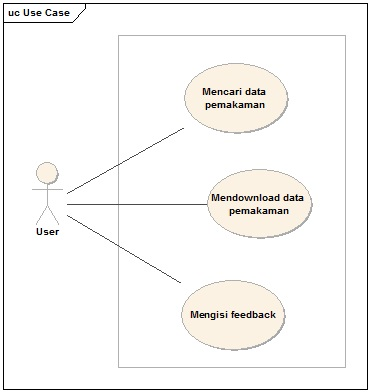 uc Use Case
Mencari data
pemakaman
Mendownload data
pemakaman
User
Mengisi feedback